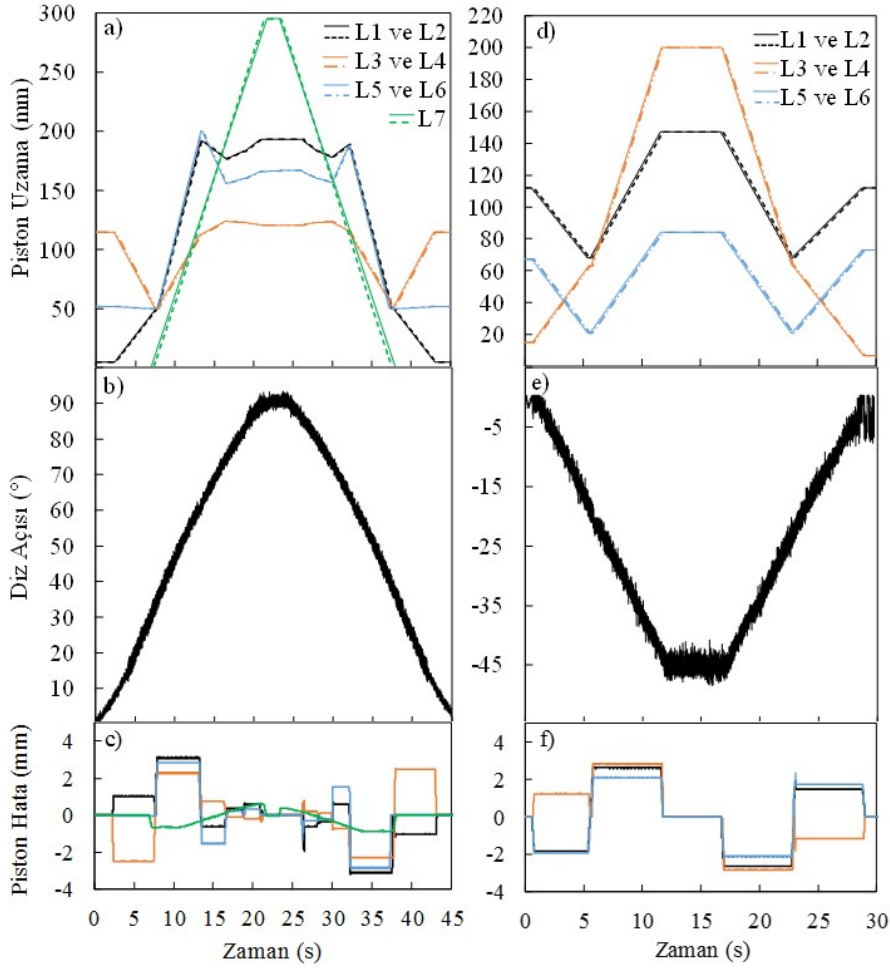 a)
L1 ve L2
L3 ve L4
L5 ve L6
L7
Piston Uzama (mm)
300
250
200
150
100
50
d)
L1 ve L2
L3 ve L4
L5 ve L6
220
200
180
160
140
120
100
80
60
40
20
b)
Diz Açısı (°)
90
80
70
60
50
40
30
20
10
e)
-5
-15
-25
-35
-45
c)
Piston Hata (mm)
4
2
0
-2
-4
0 5 10 15 20 25 30 35 40 45
Zaman (s)
f)
4
2
0
-2
-4
0 5 10 15 20 25 30
Zaman (s)